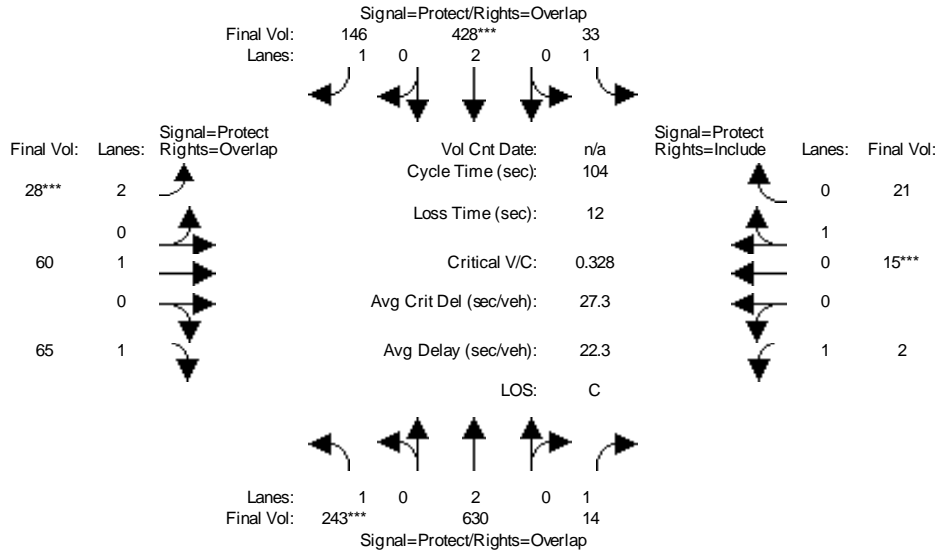 Signal=Protect/Rights=Overlap
Final Vol: 146 428*** 33
Lanes: 1 0 2 0 1
Signal=Protect
Final Vol: Lanes: Rights=Overlap
Vol Cnt Date: n/a
Signal=Protect
Rights=Include Lanes: Final Vol:
Cycle Time (sec): 104
28*** 2
0 21
Loss Time (sec): 12
0
1
60 1
Critical V/C: 0.328
0 15***
0
Avg Crit Del (sec/veh): 27.3
0
65 1
Avg Delay (sec/veh): 22.3
1 2
LOS: C
Lanes: 1 0 2 0 1
Final Vol: 243*** 630 14
Signal=Protect/Rights=Overlap